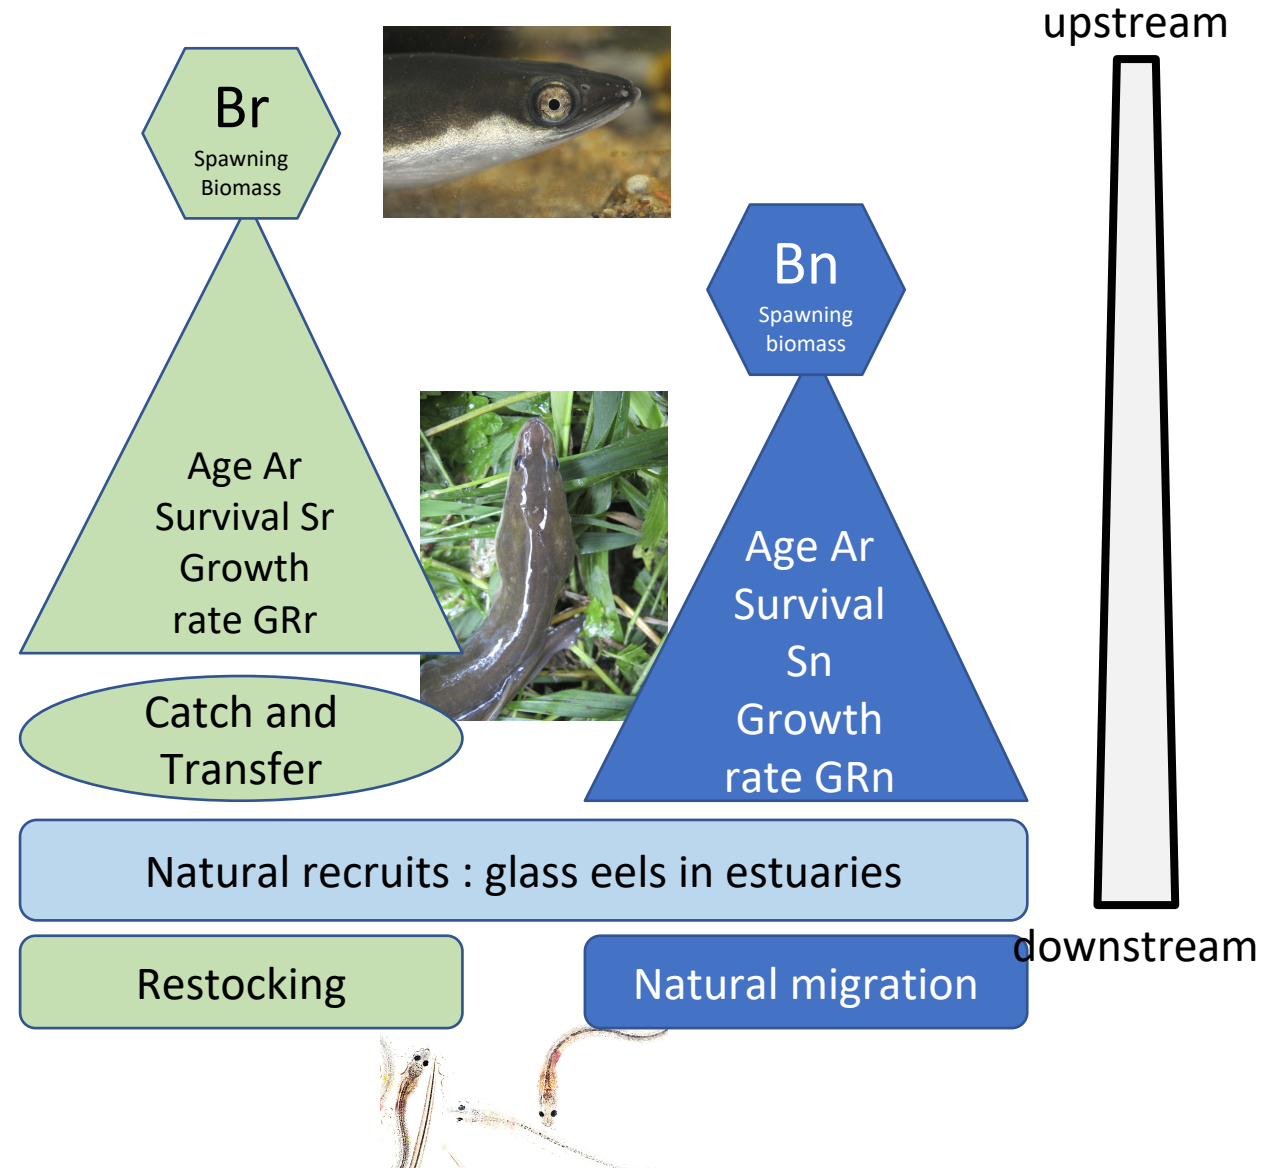 upstream
Br
Spawning
Biomass
Bn
Spawning
biomass
Age Ar
Survival Sr
Growth
rate GRr
Age Ar
Survival
Sn
Growth
rate GRn
Catch and
Transfer
Natural recruits : glass eels in estuaries
downstream
Restocking
Natural migration